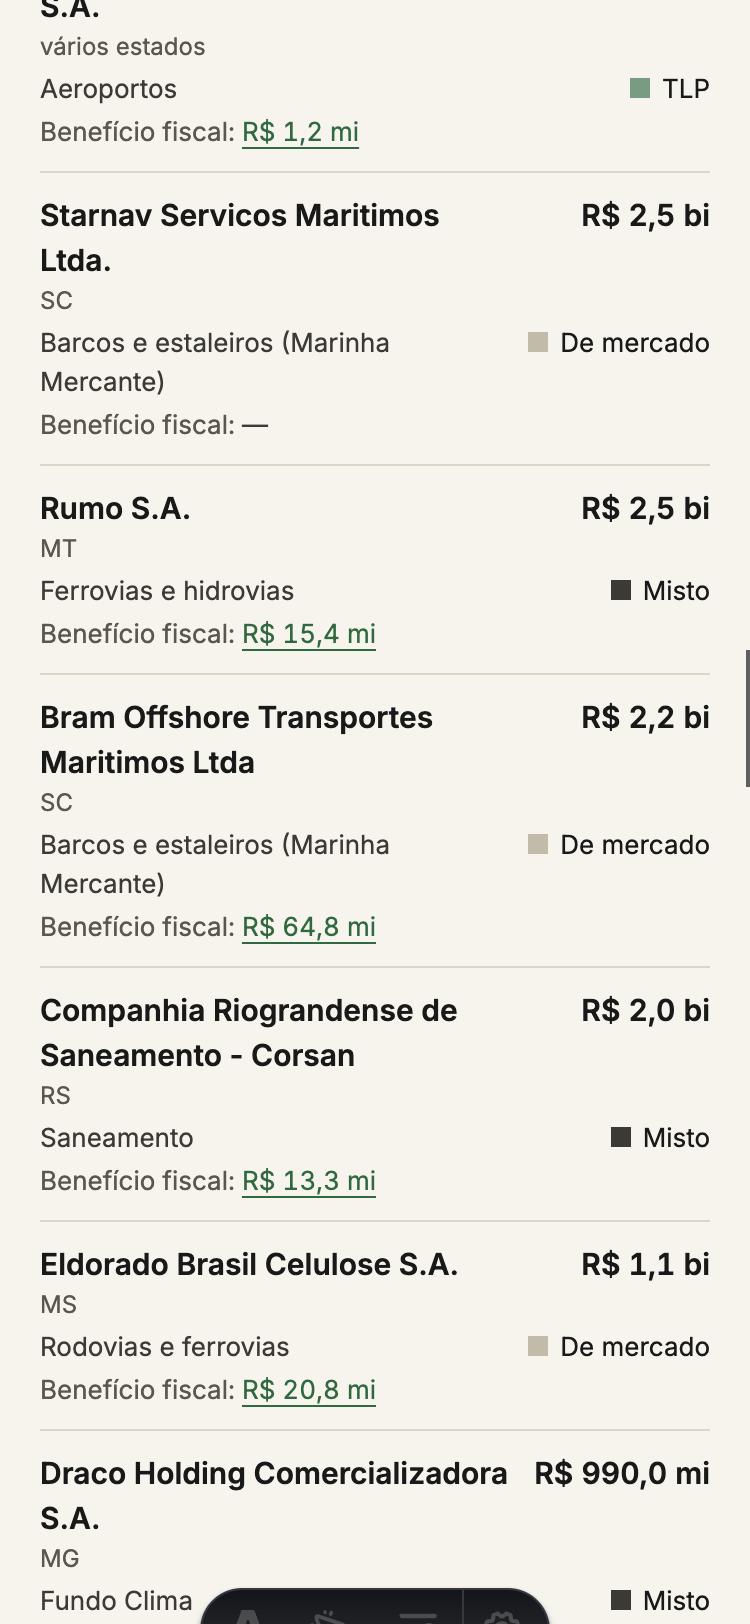 S.A.
vários estados
Aeroportos TLP
Benefício fiscal: R$ 1,2 mi
Starnav Servicos Maritimos R$ 2,5 bi
Ltda.
SC
Barcos e estaleiros (Marinha De mercado
Mercante)
Benefício fiscal: —
Rumo S.A. R$ 2,5 bi
MT
Ferrovias e hidrovias Misto
Benefício fiscal: R$ 15,4 mi
Bram Offshore Transportes R$ 2,2 bi
Maritimos Ltda
SC
Barcos e estaleiros (Marinha De mercado
Mercante)
Benefício fiscal: R$ 64,8 mi
Companhia Riograndense de R$ 2,0 bi
Saneamento - Corsan
RS
Saneamento Misto
Benefício fiscal: R$ 13,3 mi
Eldorado Brasil Celulose S.A. R$ 1,1 bi
MS
Rodovias e ferrovias De mercado
Benefício fiscal: R$ 20,8 mi
Draco Holding Comercializadora R$ 990,0 mi
S.A.
MG
Fundo Clima Misto